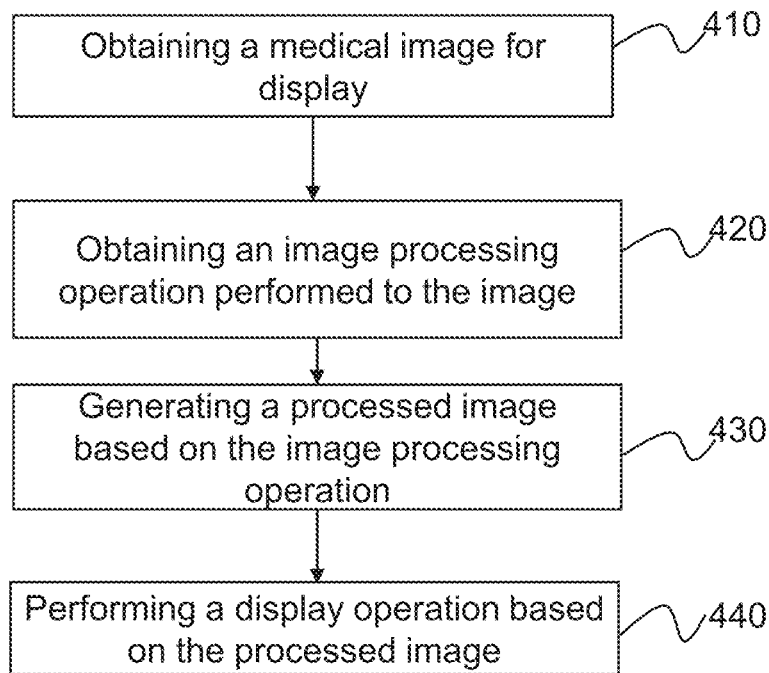 Obtaining a medical image for
display
410
Obtaining an image processing
operation performed to the image
420
Generating a processed image
based on the image processing
operation
430
Performing a display operation based
on the processed image
440